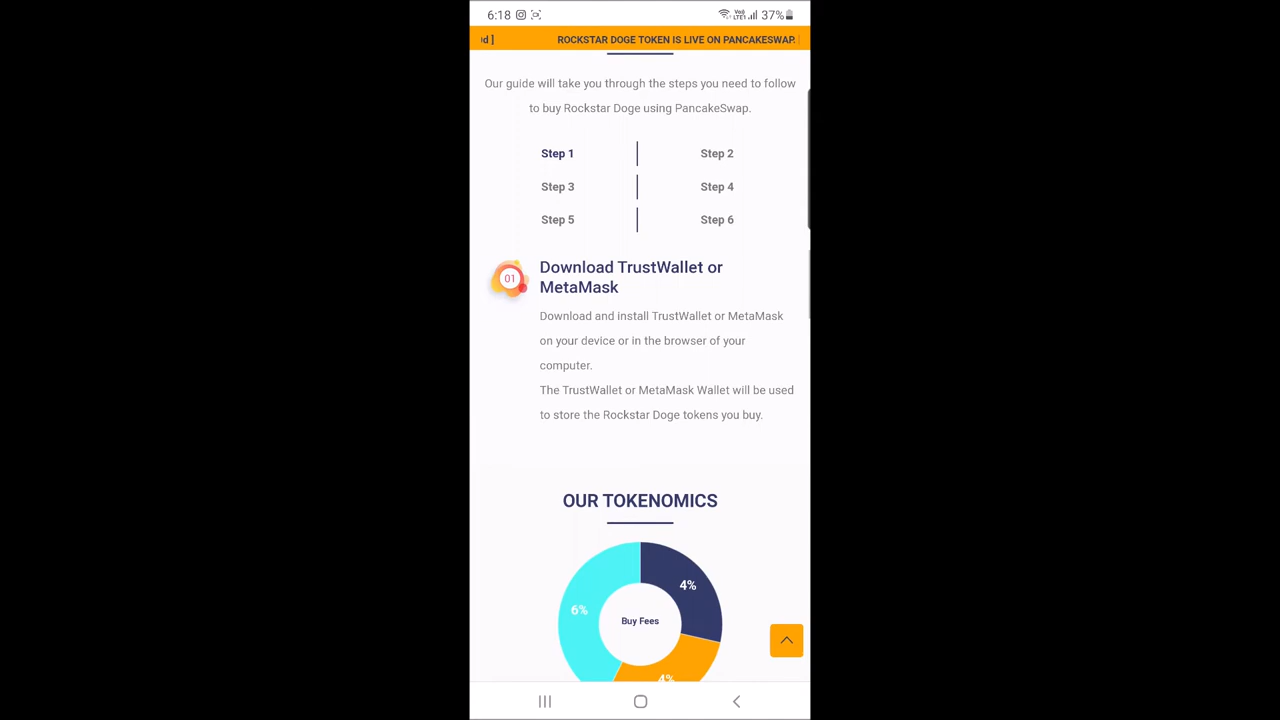 6:18 Vo) LTE1 37%
d ] ROCKSTAR DOGE TOKEN IS LIVE ON PANCAKESWAP. [
Our guide will take you through the steps you need to follow
to buy Rockstar Doge using PancakeSwap.
Step 1 Step 2
Step 3 Step 4
Step 5 Step 6
01
Download TrustWallet or
MetaMask
Download and install TrustWallet or MetaMask
on your device or in the browser of your
computer.
The TrustWallet or MetaMask Wallet will be used
to store the Rockstar Doge tokens you buy.
OUR TOKENOMICS
4%
6%
Buy Fees
4%